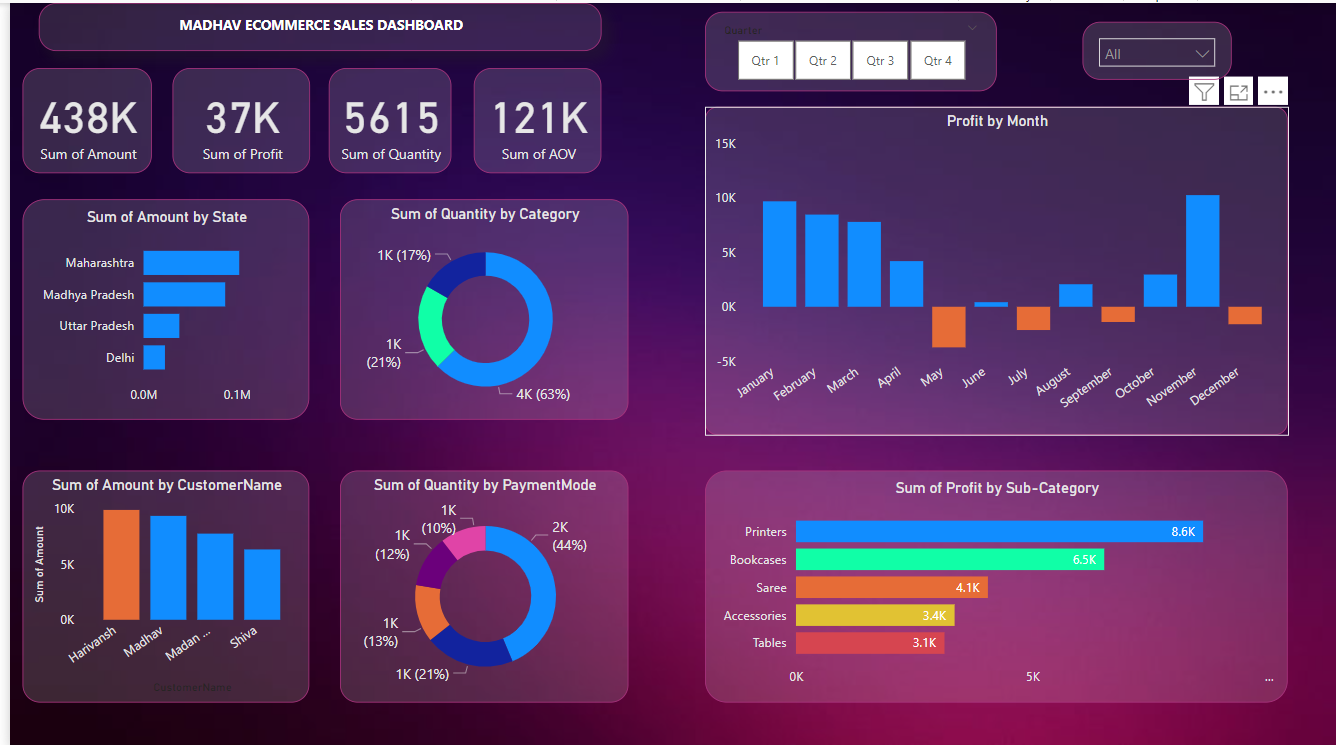 MADHAV ECOMMERCE SALES DASHBOARD
Quarter
Qtr 1 Qtr 2 Qtr 3 Qtr 4
All
438K
Sum of Amount
37K
Sum of Profit
5615
Sum of Quantity
121K
Sum of AOV
Profit by Month
15K
10K
5K
0K
-5K
January February March April May June July August September October November December
Sum of Amount by State
Maharashtra
Madhya Pradesh
Uttar Pradesh
Delhi
0.0M 0.1M
Sum of Quantity by Category
1K (17%)
1K
(21%)
4K (63%)
Sum of Amount by CustomerName
Sum of Amount
10K
5K
0K
Harivansh Madhav Madan ... Shiva
CustomerName
Sum of Quantity by PaymentMode
1K
(10%)
2K
(44%)
1K
(12%)
1K
(13%)
1K (21%)
Sum of Profit by Sub-Category
Printers 8.6K
Bookcases 6.5K
Saree 4.1K
Accessories 3.4K
Tables 3.1K
0K 5K ...